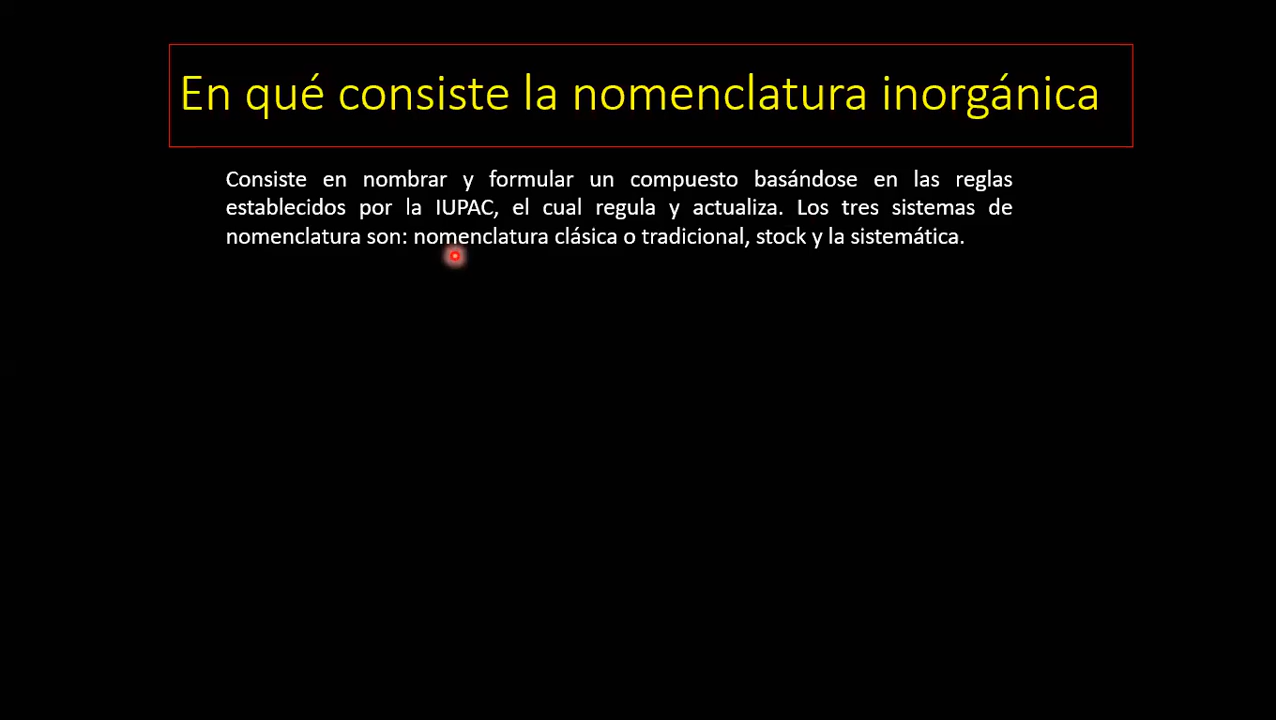 En qué consiste la nomenclatura inorgánica
Consiste en nombrar y formular un compuesto basándose en las reglas
establecidos por la IUPAC, el cual regula y actualiza. Los tres sistemas de
nomenclatura son: nomenclatura clásica o tradicional, stock y la sistemática.